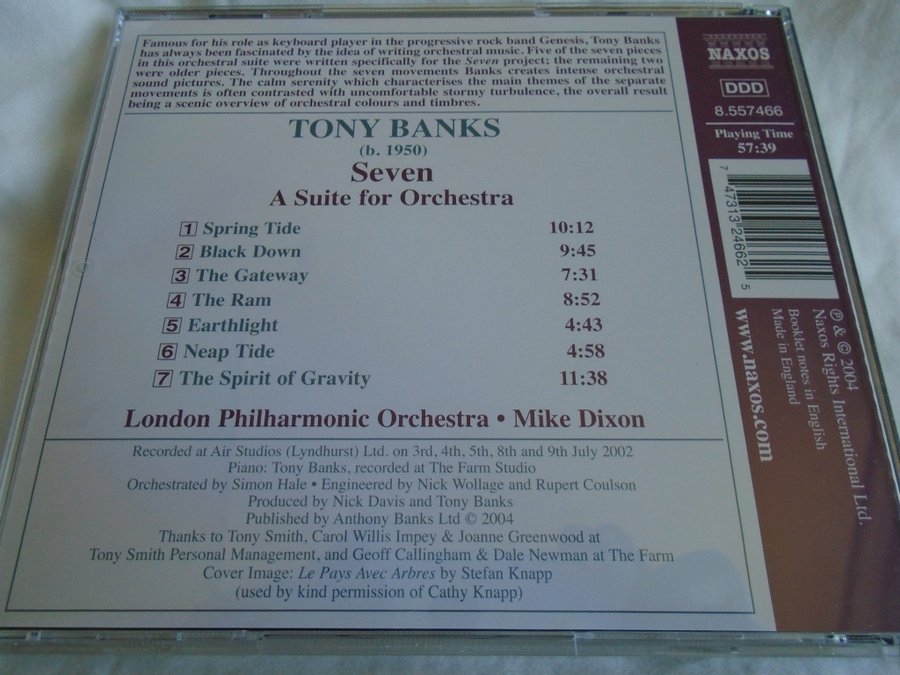 Famous for his role as keyboard player in the progressive rock band Genesis, Tony Banks
has always been fascinated by the idea of writing orchestral music. Five of the seven pieces
in this orchestral suite were written specifically for the Seven project; the remaining two
were older pieces. Throughout the seven movements Banks creates intense orchestral
sound pictures. The calm serenity which characterises the main themes of the separate
movements is often contrasted with uncomfortable stormy turbulence, the overall result
being a scenic overview of orchestral colours and timbres.
TONY BANKS
(b. 1950)
Seven
A Suite for Orchestra
1 Spring Tide 10:12
2 Black Down 9:45
3 The Gateway 7:31
4 The Ram 8:52
5 Earthlight 4:43
6 Neap Tide 4:58
7 The Spirit of Gravity 11:38
London Philharmonic Orchestra • Mike Dixon
Recorded at Air Studios (Lyndhurst) Ltd. on 3rd, 4th, 5th, 8th and 9th July 2002
Piano: Tony Banks, recorded at The Farm Studio
Orchestrated by Simon Hale • Engineered by Nick Wollage and Rupert Coulson
Produced by Nick Davis and Tony Banks
Published by Anthony Banks Ltd © 2004
Thanks to Tony Smith, Carol Willis Impey & Joanne Greenwood at
Tony Smith Personal Management, and Geoff Callingham & Dale Newman at The Farm
Cover Image: Le Pays Avec Arbres by Stefan Knapp
(used by kind permission of Cathy Knapp)
NAXOS
DDD
8.557466
Playing Time
57:39
7 47313 24662 5
℗ & © 2004
Naxos Rights International Ltd.
Booklet notes in English
Made in England
www.naxos.com